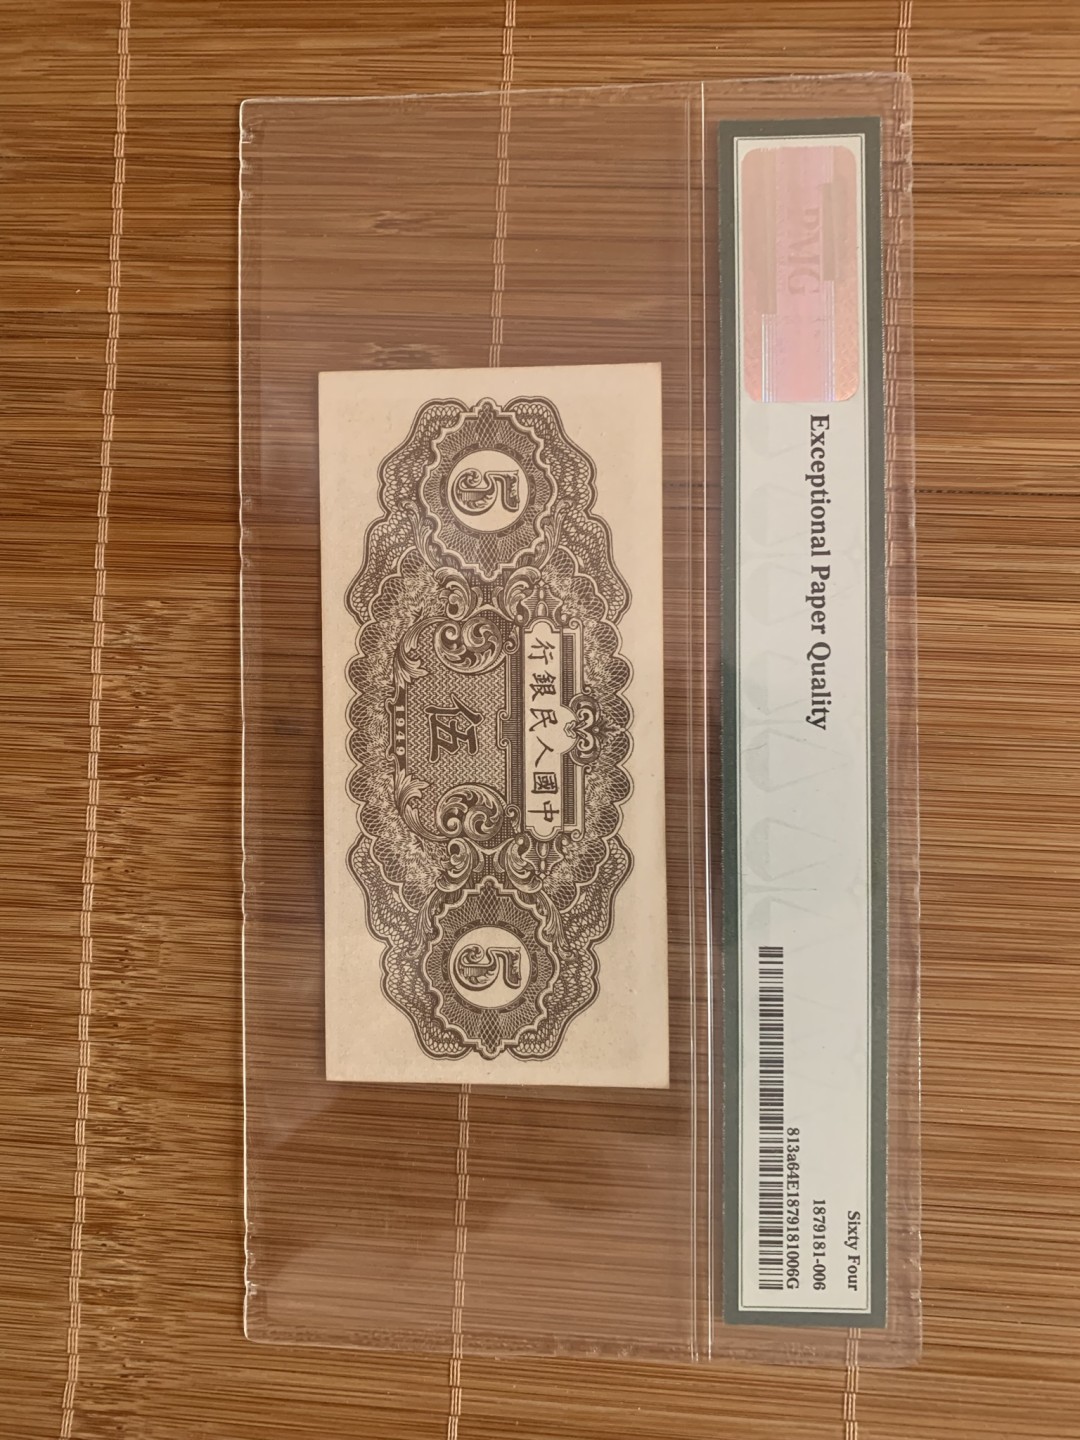 PMG
Exceptional Paper Quality
Sixty Four
1879181-006
813a64E1879181006G
行銀民人國中
5
伍
5
1949